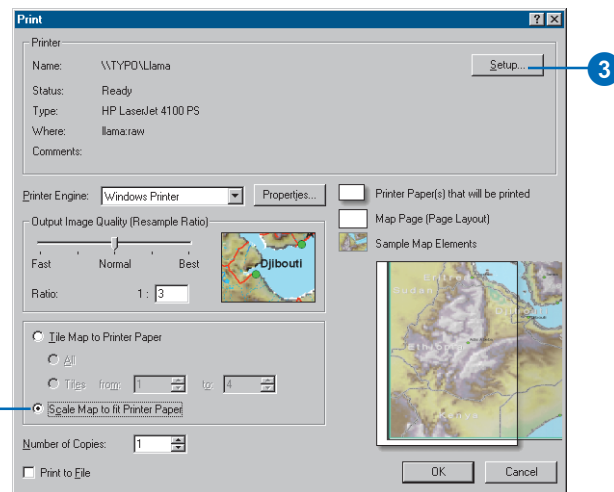 Print
Printer
Name: \\TYPO\Llama
Setup...
3
Status: Ready
Type: HP LaserJet 4100 PS
Where: llama:raw
Comments:
Printer Engine: Windows Printer
Properties...
Printer Paper(s) that will be printed
Map Page (Page Layout)
Sample Map Elements
Output Image Quality (Resample Ratio)
Fast Normal Best
Ratio: 1: 3
Djibouti
Tile Map to Printer Paper
All
Tiles from: 1 to: 4
Scale Map to fit Printer Paper
Number of Copies: 1
Print to File
Eritrea
Sudan
Ethiopia
OK
Cancel